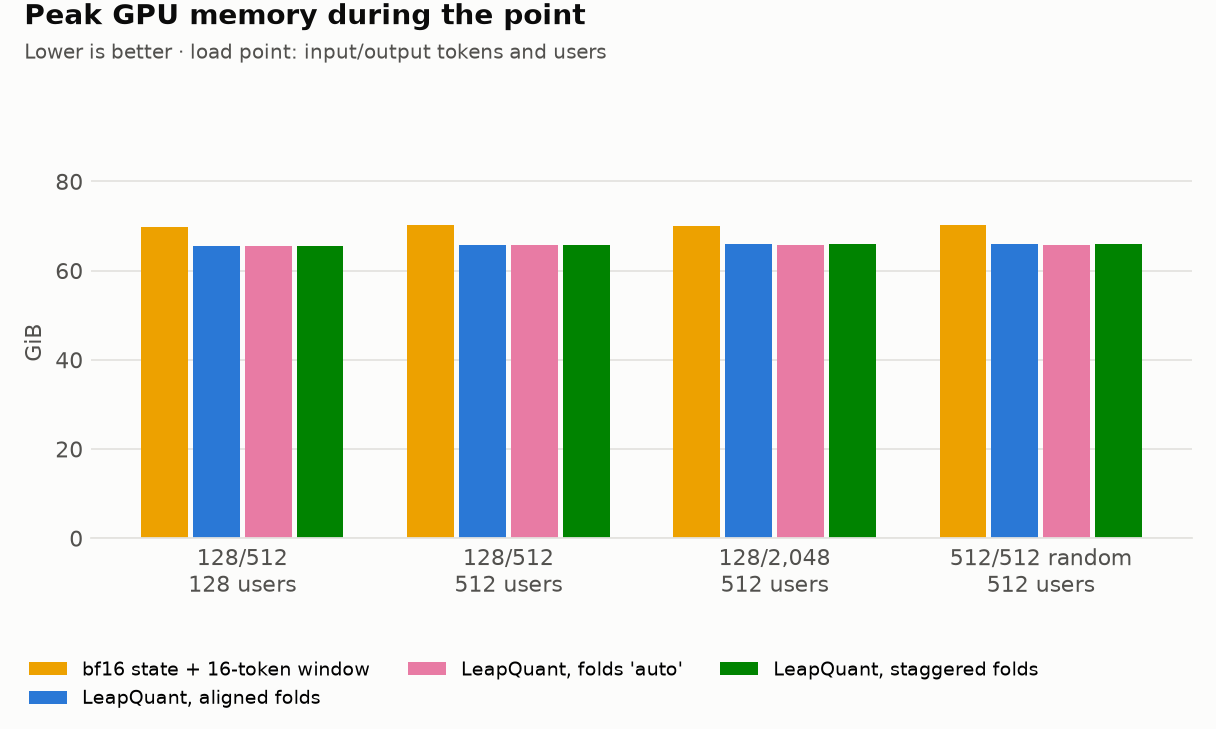 Peak GPU memory during the point
Lower is better · load point: input/output tokens and users
GiB
80
60
40
20
0
128/512
128 users
128/512
512 users
128/2,048
512 users
512/512 random
512 users
bf16 state + 16-token window
LeapQuant, folds 'auto'
LeapQuant, staggered folds
LeapQuant, aligned folds